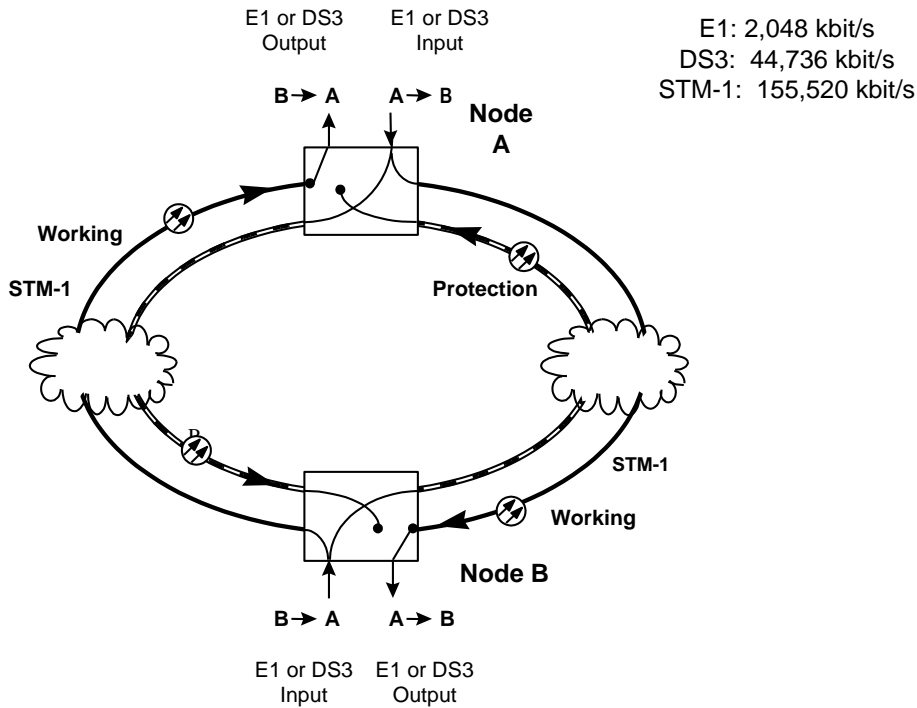 E1 or DS3
Output
E1 or DS3
Input
E1: 2,048 kbit/s
DS3: 44,736 kbit/s
STM-1: 155,520 kbit/s
B → A
A → B
Node
A
Working
STM-1
Protection
STM-1
Working
Node B
B → A
A → B
E1 or DS3
Input
E1 or DS3
Output